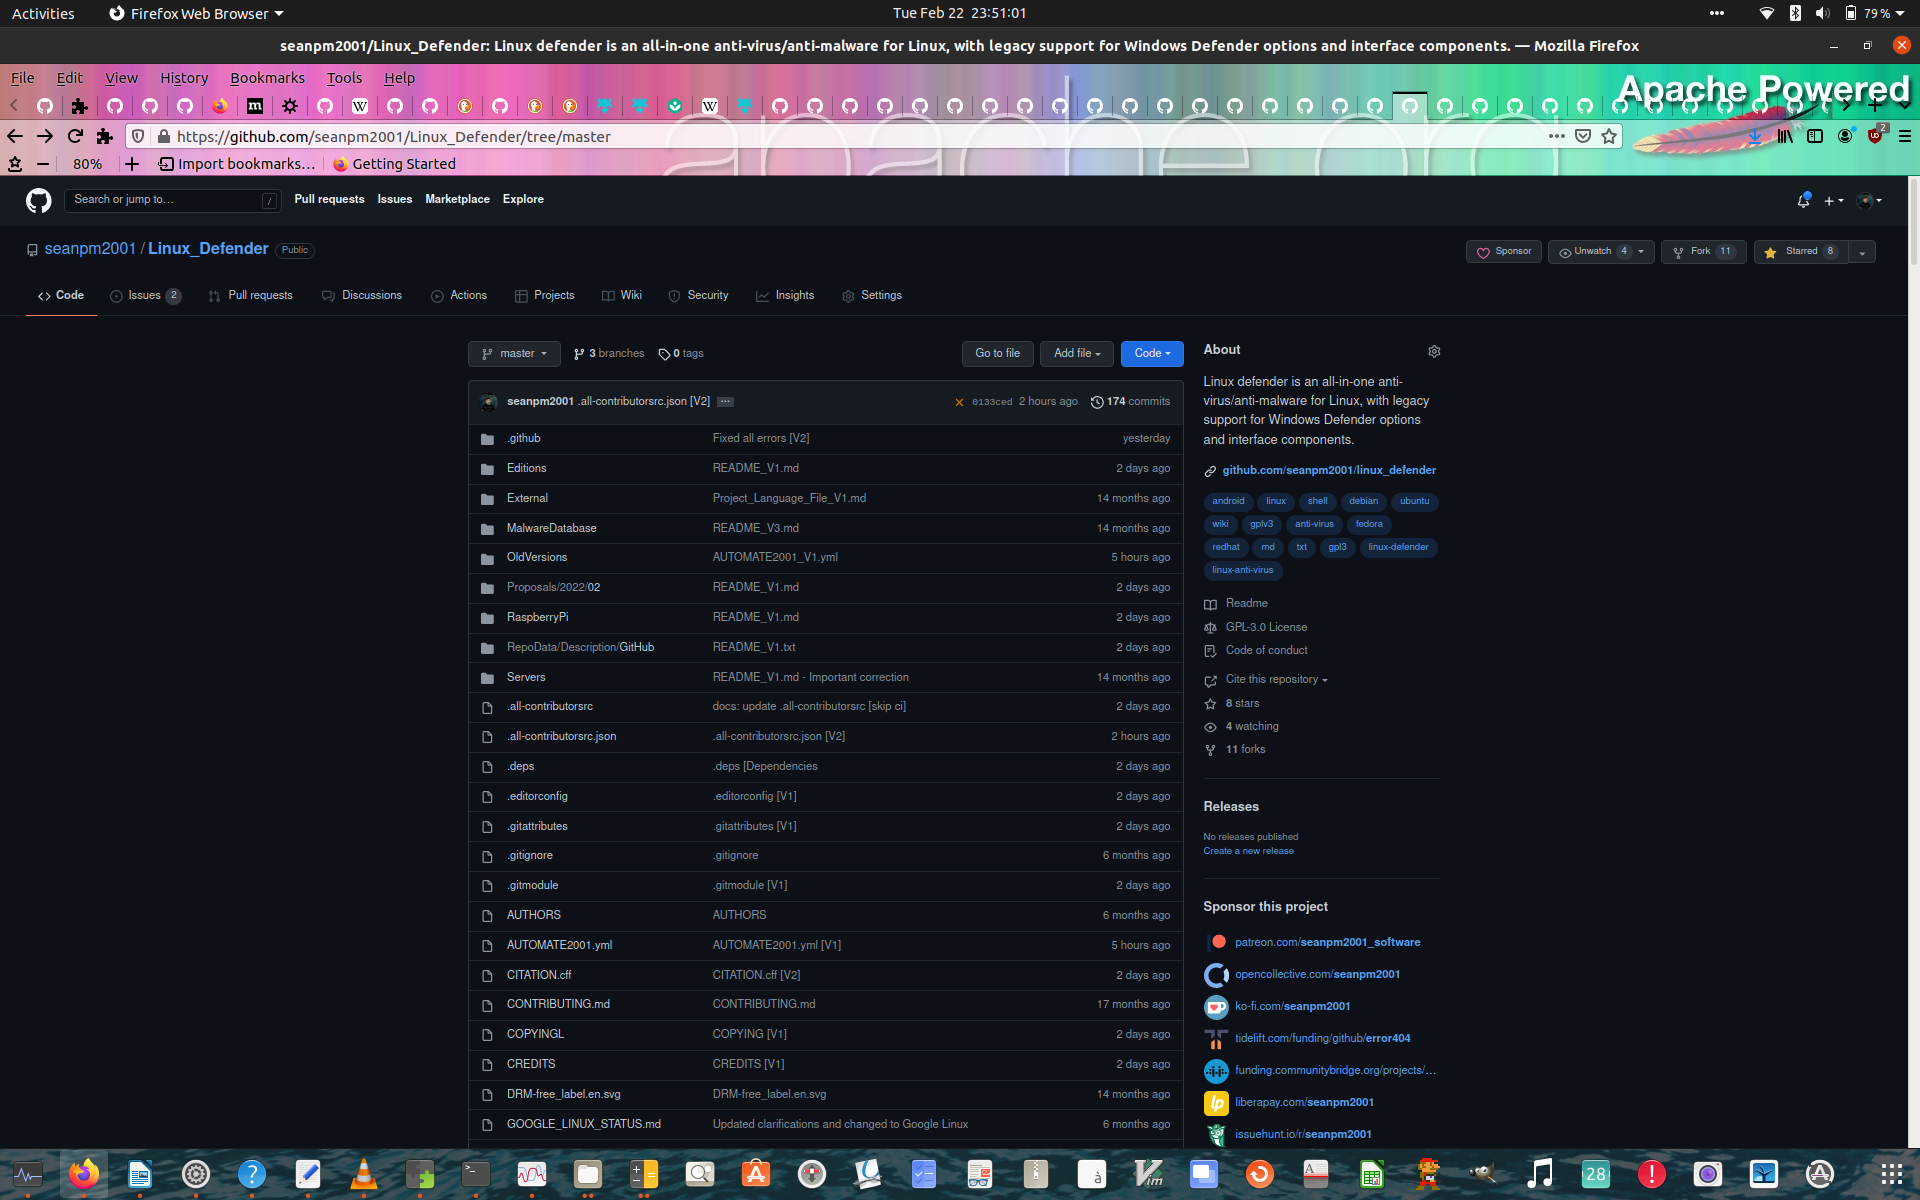 Activities Firefox Web Browser Tue Feb 22 23:51:01 79 %
seanpm2001/Linux_Defender: Linux defender is an all-in-one anti-virus/anti-malware for Linux, with legacy support for Windows Defender options and interface components. — Mozilla Firefox
File Edit View History Bookmarks Tools Help
Apache Powered
https://github.com/seanpm2001/Linux_Defender/tree/master
2
80% Import bookmarks... Getting Started
Search or jump to... / Pull requests Issues Marketplace Explore
seanpm2001 / Linux_Defender Public Sponsor Unwatch 4 Fork 11 Starred 8
Code Issues 2 Pull requests Discussions Actions Projects Wiki Security Insights Settings
master 3 branches 0 tags Go to file Add file Code
seanpm2001 .all-contributorsrc.json [V2] ... 0133ced 2 hours ago 174 commits
.github Fixed all errors [V2] yesterday
Editions README_V1.md 2 days ago
External Project_Language_File_V1.md 14 months ago
MalwareDatabase README_V3.md 14 months ago
OldVersions AUTOMATE2001_V1.yml 5 hours ago
Proposals/2022/02 README_V1.md 2 days ago
RaspberryPi README_V1.md 2 days ago
RepoData/Description/GitHub README_V1.txt 2 days ago
Servers README_V1.md - Important correction 14 months ago
.all-contributorsrc docs: update .all-contributorsrc [skip ci] 2 days ago
.all-contributorsrc.json .all-contributorsrc.json [V2] 2 hours ago
.deps .deps [Dependencies 2 days ago
.editorconfig .editorconfig [V1] 2 days ago
.gitattributes .gitattributes [V1] 2 days ago
.gitignore .gitignore 6 months ago
.gitmodule .gitmodule [V1] 2 days ago
AUTHORS AUTHORS 6 months ago
AUTOMATE2001.yml AUTOMATE2001.yml [V1] 5 hours ago
CITATION.cff CITATION.cff [V2] 2 days ago
CONTRIBUTING.md CONTRIBUTING.md 17 months ago
COPYINGL COPYING [V1] 2 days ago
CREDITS CREDITS [V1] 2 days ago
DRM-free_label.en.svg DRM-free_label.en.svg 14 months ago
GOOGLE_LINUX_STATUS.md Updated clarifications and changed to Google Linux 6 months ago
About
Linux defender is an all-in-one anti-
virus/anti-malware for Linux, with legacy
support for Windows Defender options
and interface components.
github.com/seanpm2001/linux_defender
android linux shell debian ubuntu
wiki gplv3 anti-virus fedora
redhat md txt gpl3 linux-defender
linux-anti-virus
Readme
GPL-3.0 License
Code of conduct
Cite this repository
8 stars
4 watching
11 forks
Releases
No releases published
Create a new release
Sponsor this project
patreon.com/seanpm2001_software
opencollective.com/seanpm2001
ko-fi.com/seanpm2001
tidelift.com/funding/github/error404
funding.communitybridge.org/projects/...
liberapay.com/seanpm2001
issuehunt.io/r/seanpm2001
28